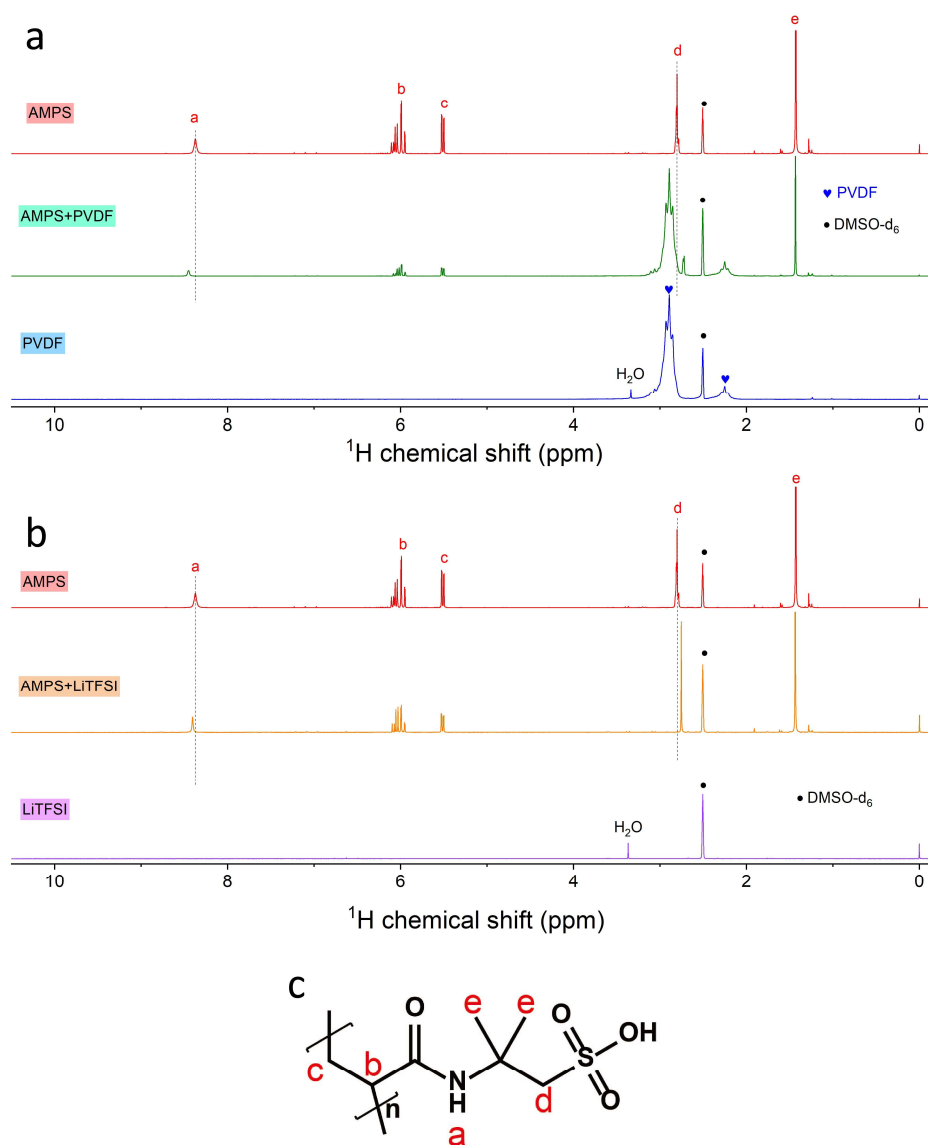 a
e
d
b
•
c
a
AMPS
AMPS+PVDF
•
♥ PVDF
• DMSO-d6
♥
PVDF
•
H2O
♥
10 8 6 4 2 0
1H chemical shift (ppm)
b
e
d
b
•
c
a
AMPS
AMPS+LiTFSI
•
LiTFSI
•
• DMSO-d6
H2O
10 8 6 4 2 0
1H chemical shift (ppm)
c
O e e O
OH
S
c b N
n H O
a d